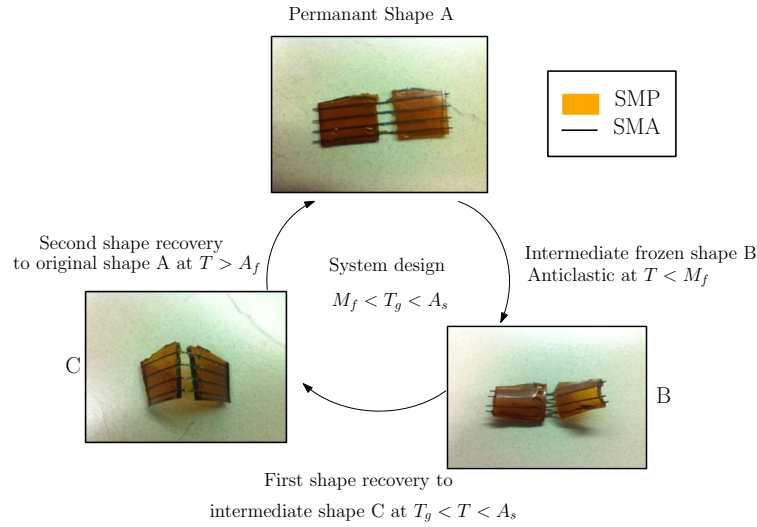 Permanant Shape A
SMP
SMA
Second shape recovery
to original shape A at $T > A_f$
System design
$M_f < T_g < A_s$
Intermediate frozen shape B
Anticlastic at $T < M_f$
C
B
First shape recovery to
intermediate shape C at $T_g < T < A_s$